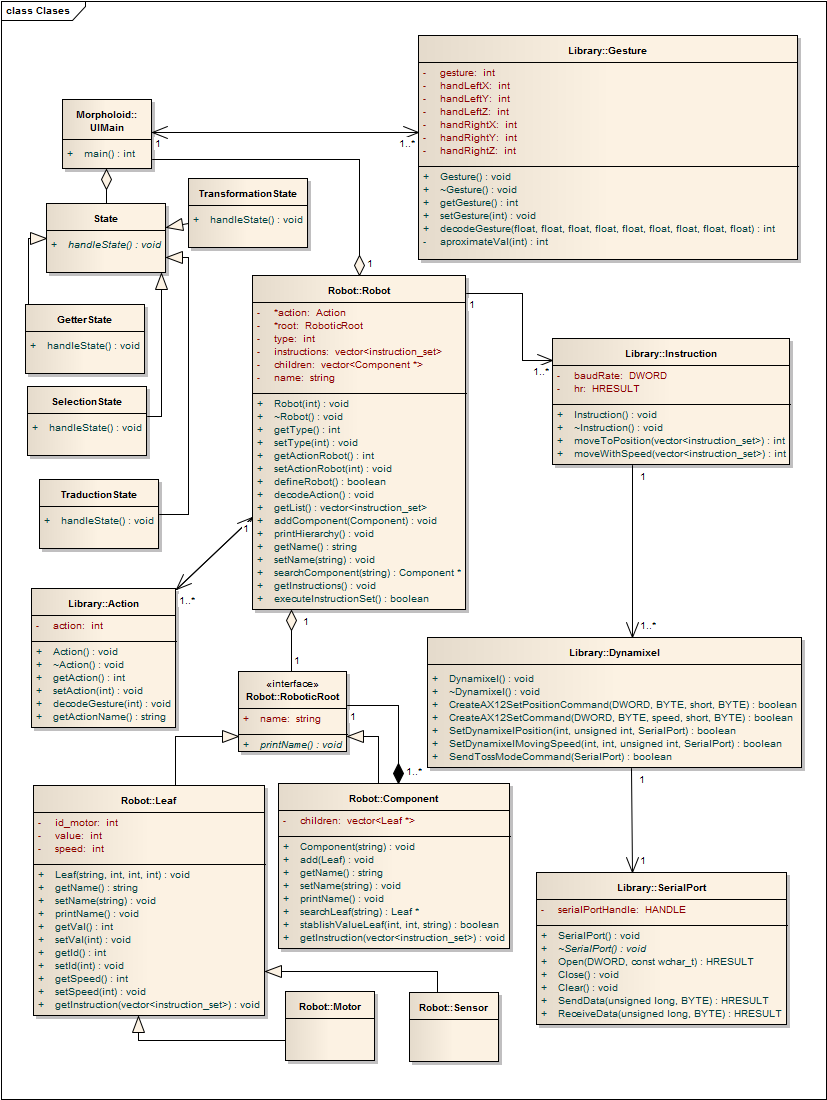 class Clases
Library::Gesture
- gesture: int
- handLeftX: int
- handLeftY: int
- handLeftZ: int
- handRightX: int
- handRightY: int
- handRightZ: int
+ Gesture() : void
+ ~Gesture() : void
+ getGesture() : int
+ setGesture(int) : void
+ decodeGesture(float, float, float, float, float, float, float, float, float) : int
- aproximateVal(int) : int
Morpholoid::
UIMain
+ main() : int
1
1..*
State
+ handleState() : void
TransformationState
+ handleState() : void
GetterState
+ handleState() : void
SelectionState
+ handleState() : void
TraductionState
+ handleState() : void
1
Robot::Robot
- *action: Action
- *root: RoboticRoot
- type: int
- instructions: vector<instruction_set>
- children: vector<Component *>
- name: string
+ Robot(int) : void
+ ~Robot() : void
+ getType() : int
+ setType(int) : void
+ getActionRobot() : int
+ setActionRobot(int) : void
+ defineRobot() : boolean
+ decodeAction() : void
+ getList() : vector<instruction_set>
+ addComponent(Component) : void
+ printHierarchy() : void
+ getName() : string
+ setName(string) : void
+ searchComponent(string) : Component *
+ getInstructions() : void
+ executeInstructionSet() : boolean
1
1..*
Library::Instruction
- baudRate: DWORD
- hr: HRESULT
+ Instruction() : void
+ ~Instruction() : void
+ moveToPosition(vector<instruction_set>) : int
+ moveWithSpeed(vector<instruction_set>) : int
1
1..*
1
1..*
Library::Action
- action: int
+ Action() : void
+ ~Action() : void
+ getAction() : int
+ setAction(int) : void
+ decodeGesture(int) : void
+ getActionName() : string
1
1
«interface»
Robot::RoboticRoot
+ name: string
+ printName() : void
1
1..*
Library::Dynamixel
+ Dynamixel() : void
+ ~Dynamixel() : void
+ CreateAX12SetPositionCommand(DWORD, BYTE, short, BYTE) : boolean
+ CreateAX12SetCommand(DWORD, BYTE, speed, short, BYTE) : boolean
+ SetDynamixelPosition(int, unsigned int, SerialPort) : boolean
+ SetDynamixelMovingSpeed(int, int, unsigned int, SerialPort) : boolean
+ SendTossModeCommand(SerialPort) : boolean
1
1
Robot::Leaf
- id_motor: int
- value: int
- speed: int
+ Leaf(string, int, int, int) : void
+ getName() : string
+ setName(string) : void
+ printName() : void
+ getVal() : int
+ setVal(int) : void
+ getId() : int
+ setId(int) : void
+ getSpeed() : int
+ setSpeed(int) : void
+ getInstruction(vector<instruction_set>) : void
Robot::Component
- children: vector<Leaf *>
+ Component(string) : void
+ add(Leaf) : void
+ getName() : string
+ setName(string) : void
+ printName() : void
+ searchLeaf(string) : Leaf *
+ stablishValueLeaf(int, int, string) : boolean
+ getInstruction(vector<instruction_set>) : void
Library::SerialPort
- serialPortHandle: HANDLE
+ SerialPort() : void
+ ~SerialPort() : void
+ Open(DWORD, const wchar_t) : HRESULT
+ Close() : void
+ Clear() : void
+ SendData(unsigned long, BYTE) : HRESULT
+ ReceiveData(unsigned long, BYTE) : HRESULT
Robot::Motor
Robot::Sensor